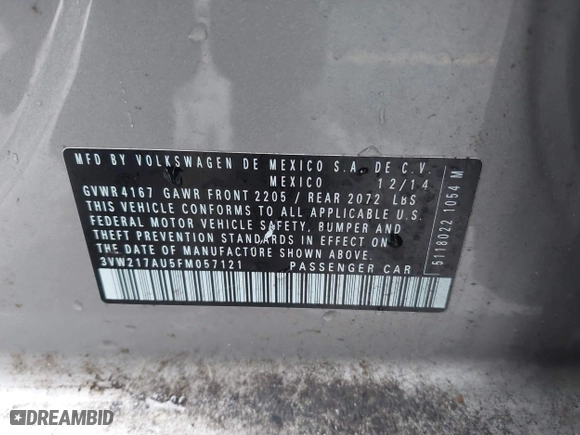 MFD BY VOLKSWAGEN DE MEXICO S.A. DE C.V.
MEXICO 12/14
GVWR 4167 GAWR FRONT 2205 / REAR 2072 LBS
THIS VEHICLE CONFORMS TO ALL APPLICABLE U.S.
FEDERAL MOTOR VEHICLE SAFETY, BUMPER AND
THEFT PREVENTION STANDARDS IN EFFECT ON
THE DATE OF MANUFACTURE SHOWN ABOVE.
3VW217AU5FM057121 PASSENGER CAR
5118022 1054 M
DREAMBID